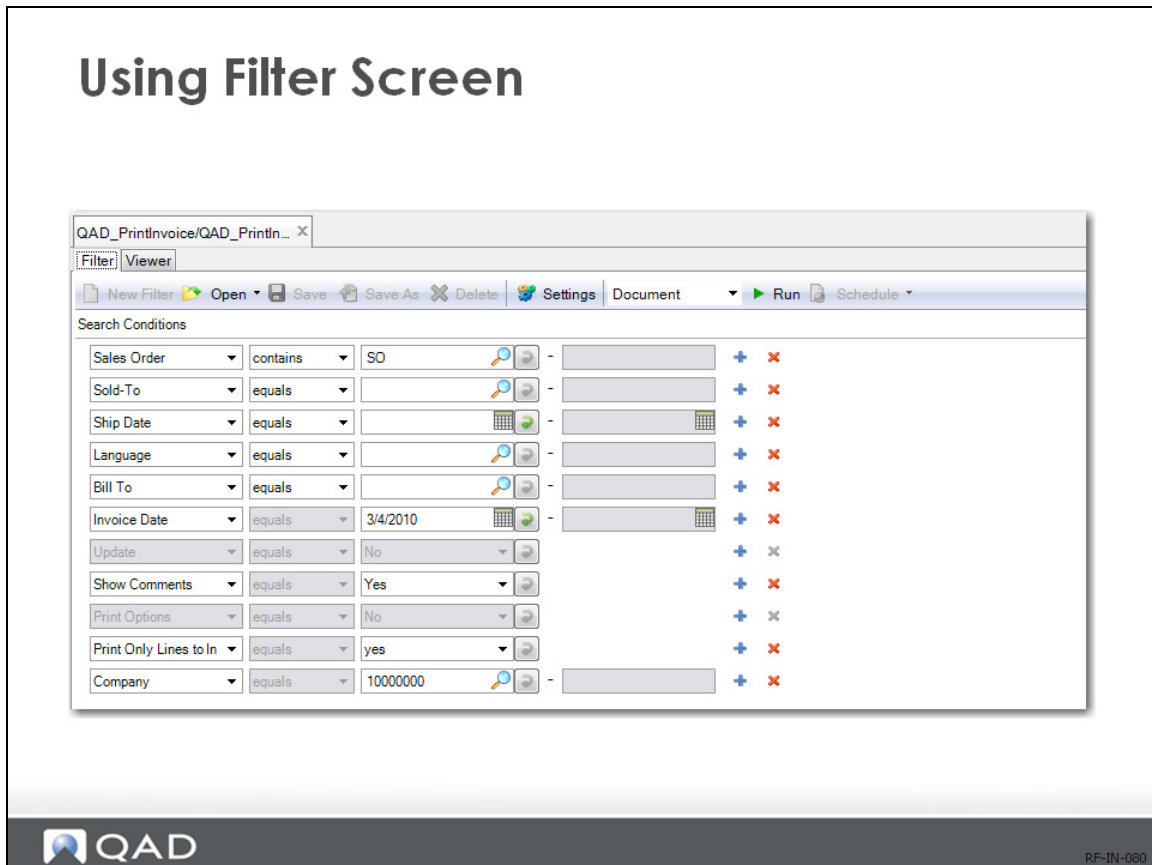 Using Filter Screen
QAD_PrintInvoice/QAD_PrintIn...
Filter Viewer
New Filter Open Save Save As Delete Settings Document Run Schedule
Search Conditions
Sales Order contains SO -
Sold-To equals -
Ship Date equals -
Language equals -
Bill To equals -
Invoice Date equals 3/4/2010 -
Update equals No
Show Comments equals Yes
Print Options equals No
Print Only Lines to In equals yes
Company equals 10000000 -
QAD
RF-IN-080